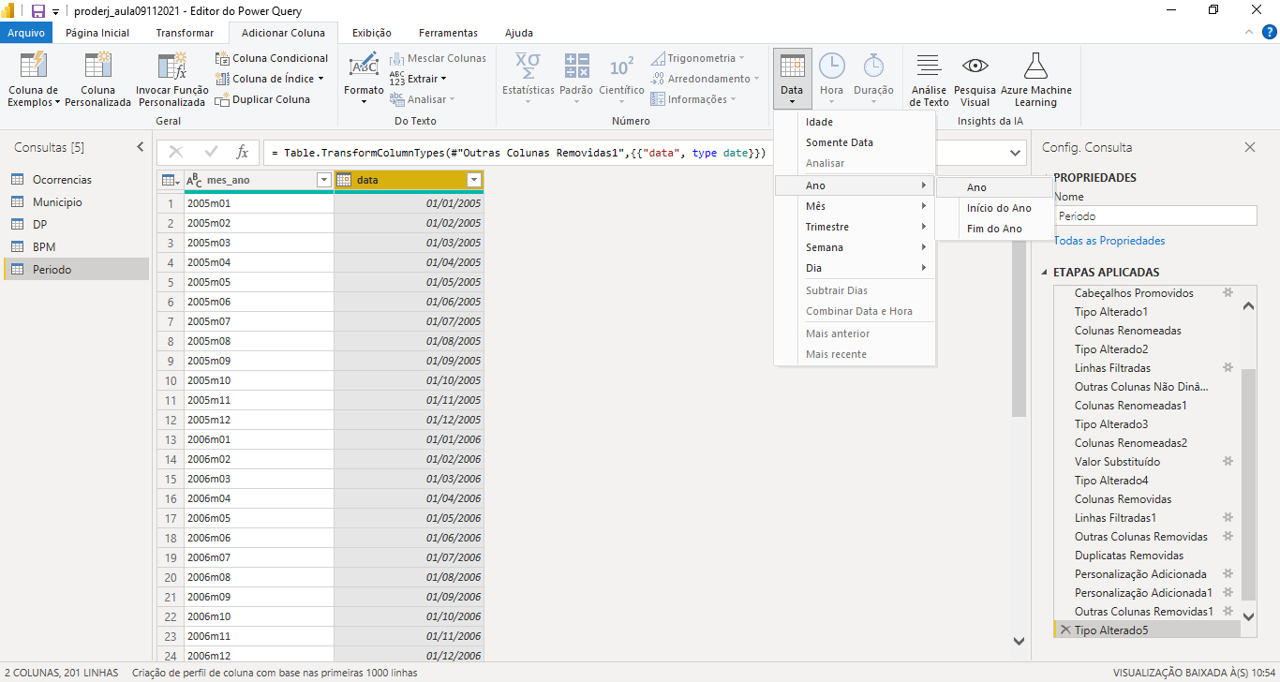 proderj_aula09112021 - Editor do Power Query
Arquivo Página Inicial Transformar Adicionar Coluna Exibição Ferramentas Ajuda
Coluna de Exemplos
Coluna Personalizada
Invocar Função Personalizada
Coluna Condicional
Coluna de Índice
Duplicar Coluna
Geral
Formato
Mesclar Colunas
Extrair
Analisar
Do Texto
Estatísticas
Padrão
Científico
Trigonometria
Arredondamento
Informações
Número
Data
Hora
Duração
Análise de Texto
Pesquisa Visual
Azure Machine Learning
Insights da IA
Idade
Somente Data
Analisar
Ano
Mês
Trimestre
Semana
Dia
Subtrair Dias
Combinar Data e Hora
Mais anterior
Mais recente
Ano
Início do Ano
Fim do Ano
Consultas [5]
Ocorrencias
Municipio
DP
BPM
Periodo
= Table.TransformColumnTypes(#"Outras Colunas Removidas1",{{"data", type date}})
mes_ano data
1 2005m01 01/01/2005
2 2005m02 01/02/2005
3 2005m03 01/03/2005
4 2005m04 01/04/2005
5 2005m05 01/05/2005
6 2005m06 01/06/2005
7 2005m07 01/07/2005
8 2005m08 01/08/2005
9 2005m09 01/09/2005
10 2005m10 01/10/2005
11 2005m11 01/11/2005
12 2005m12 01/12/2005
13 2006m01 01/01/2006
14 2006m02 01/02/2006
15 2006m03 01/03/2006
16 2006m04 01/04/2006
17 2006m05 01/05/2006
18 2006m06 01/06/2006
19 2006m07 01/07/2006
20 2006m08 01/08/2006
21 2006m09 01/09/2006
22 2006m10 01/10/2006
23 2006m11 01/11/2006
24 2006m12 01/12/2006
Config. Consulta
PROPRIEDADES
Nome
Periodo
Todas as Propriedades
ETAPAS APLICADAS
Cabeçalhos Promovidos
Tipo Alterado1
Colunas Renomeadas
Tipo Alterado2
Linhas Filtradas
Outras Colunas Não Dinâ...
Colunas Renomeadas1
Tipo Alterado3
Colunas Renomeadas2
Valor Substituído
Tipo Alterado4
Colunas Removidas
Linhas Filtradas1
Outras Colunas Removidas
Duplicatas Removidas
Personalização Adicionada
Personalização Adicionada1
Outras Colunas Removidas1
Tipo Alterado5
2 COLUNAS, 201 LINHAS Criação de perfil de coluna com base nas primeiras 1000 linhas
VISUALIZAÇÃO BAIXADA À(S) 10:54